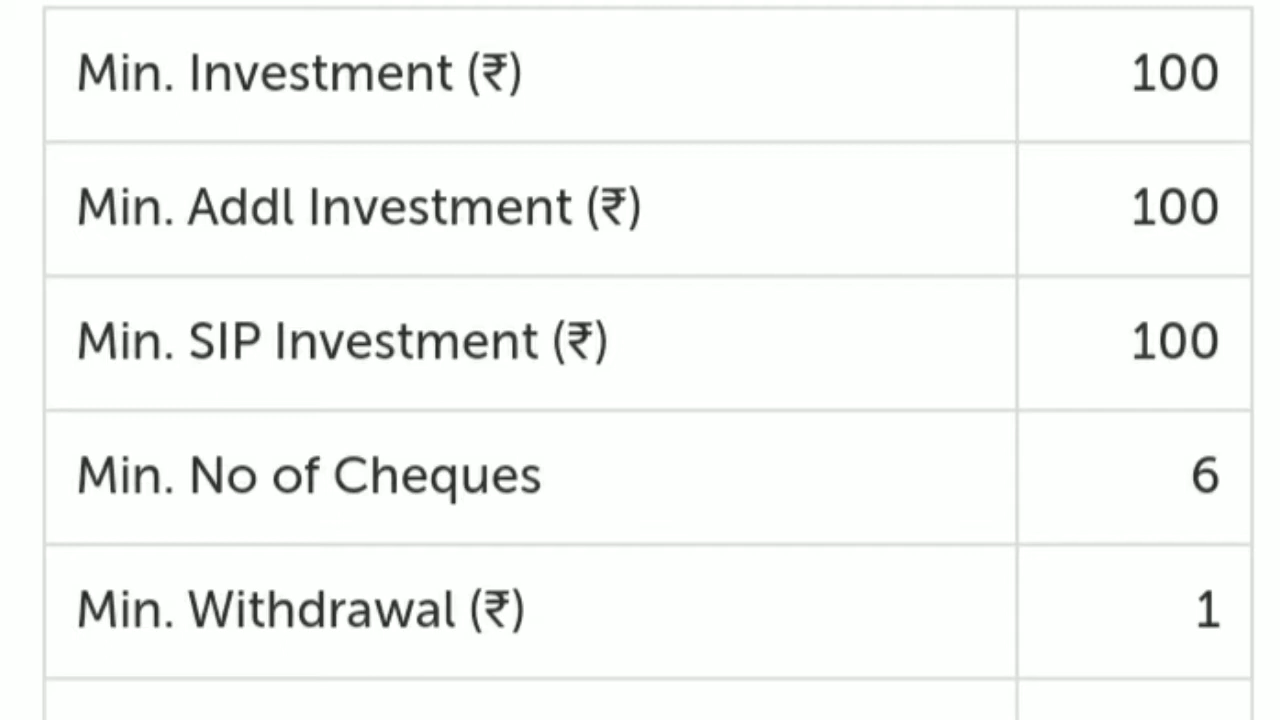 Min. Investment (₹) 100
Min. Addl Investment (₹) 100
Min. SIP Investment (₹) 100
Min. No of Cheques 6
Min. Withdrawal (₹) 1